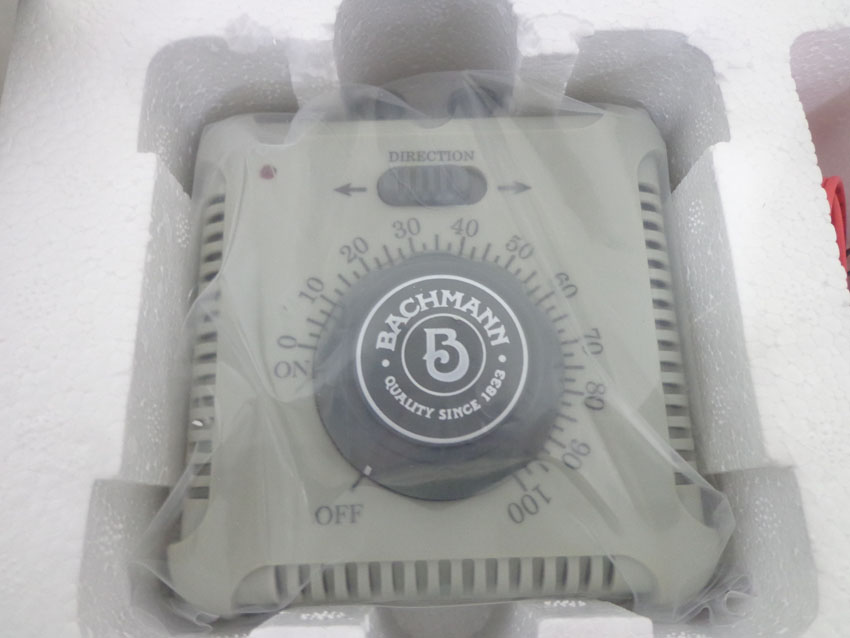 DIRECTION
0
10
20
30
40
50
60
70
80
90
100
ON
OFF
BACHMANN
B
QUALITY SINCE 1833